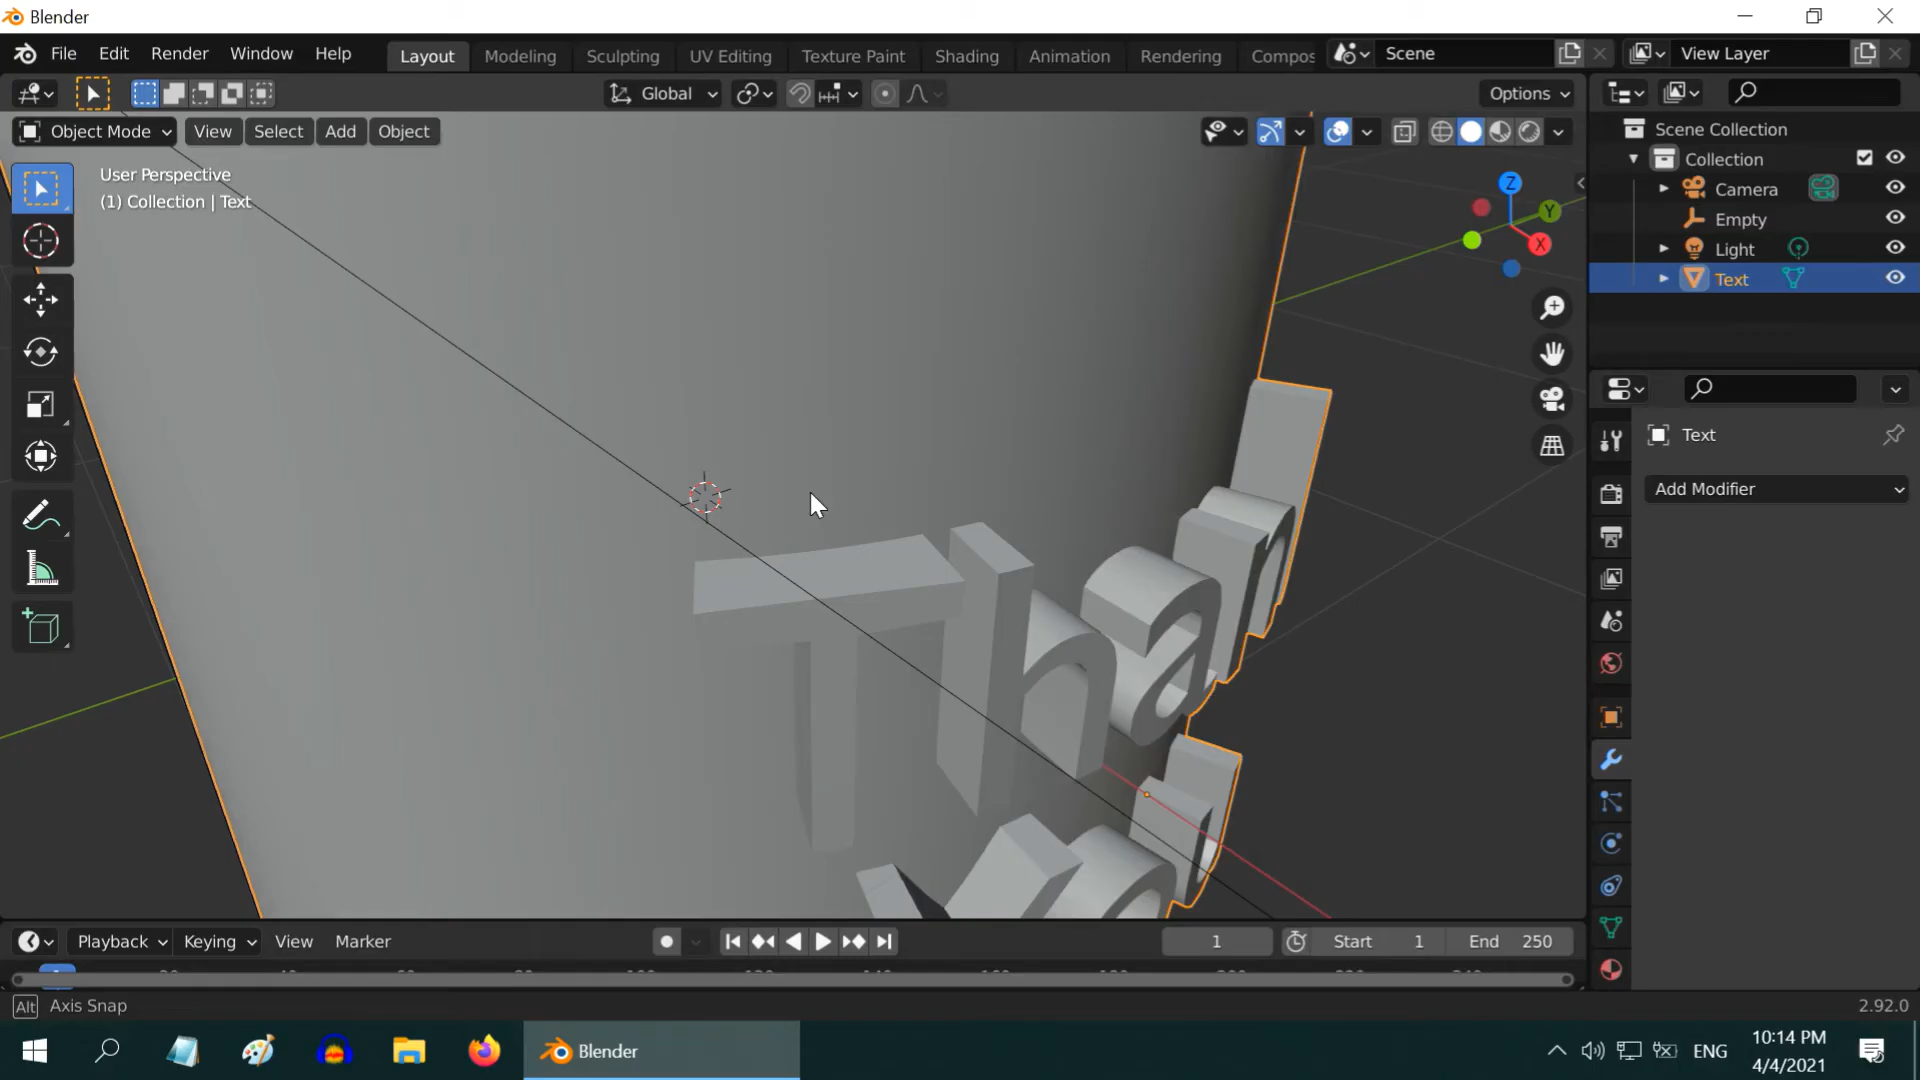 Blender
File Edit Render Window Help Layout Modeling Sculpting UV Editing Texture Paint Shading Animation Rendering Compos Scene View Layer
Global Options
Object Mode View Select Add Object
Scene Collection
Collection
User Perspective
(1) Collection | Text
Camera
Empty
Light
Text
Z
Y
X
Text
Add Modifier
Playback Keying View Marker 1 Start 1 End 250
Alt Axis Snap 2.92.0
Blender
ENG
10:14 PM
4/4/2021